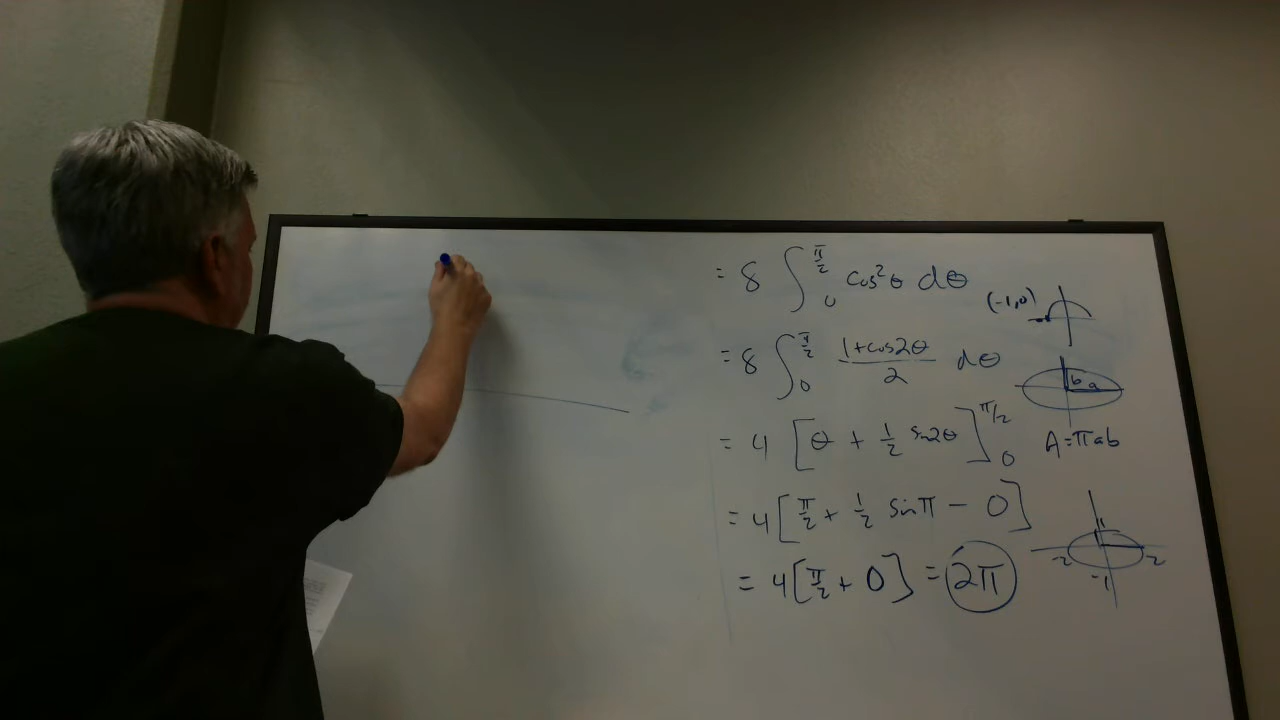 = 8 ∫₀^{π/2} cos²θ dθ
(-1,0)
= 8 ∫₀^{π/2} (1+cos2θ)/2 dθ
b a
= 4 [θ + 1/2 sin2θ]₀^{π/2}
A=πab
= 4[π/2 + 1/2 sinπ - 0]
1
-2 2
-1
= 4[π/2 + 0] = 2π